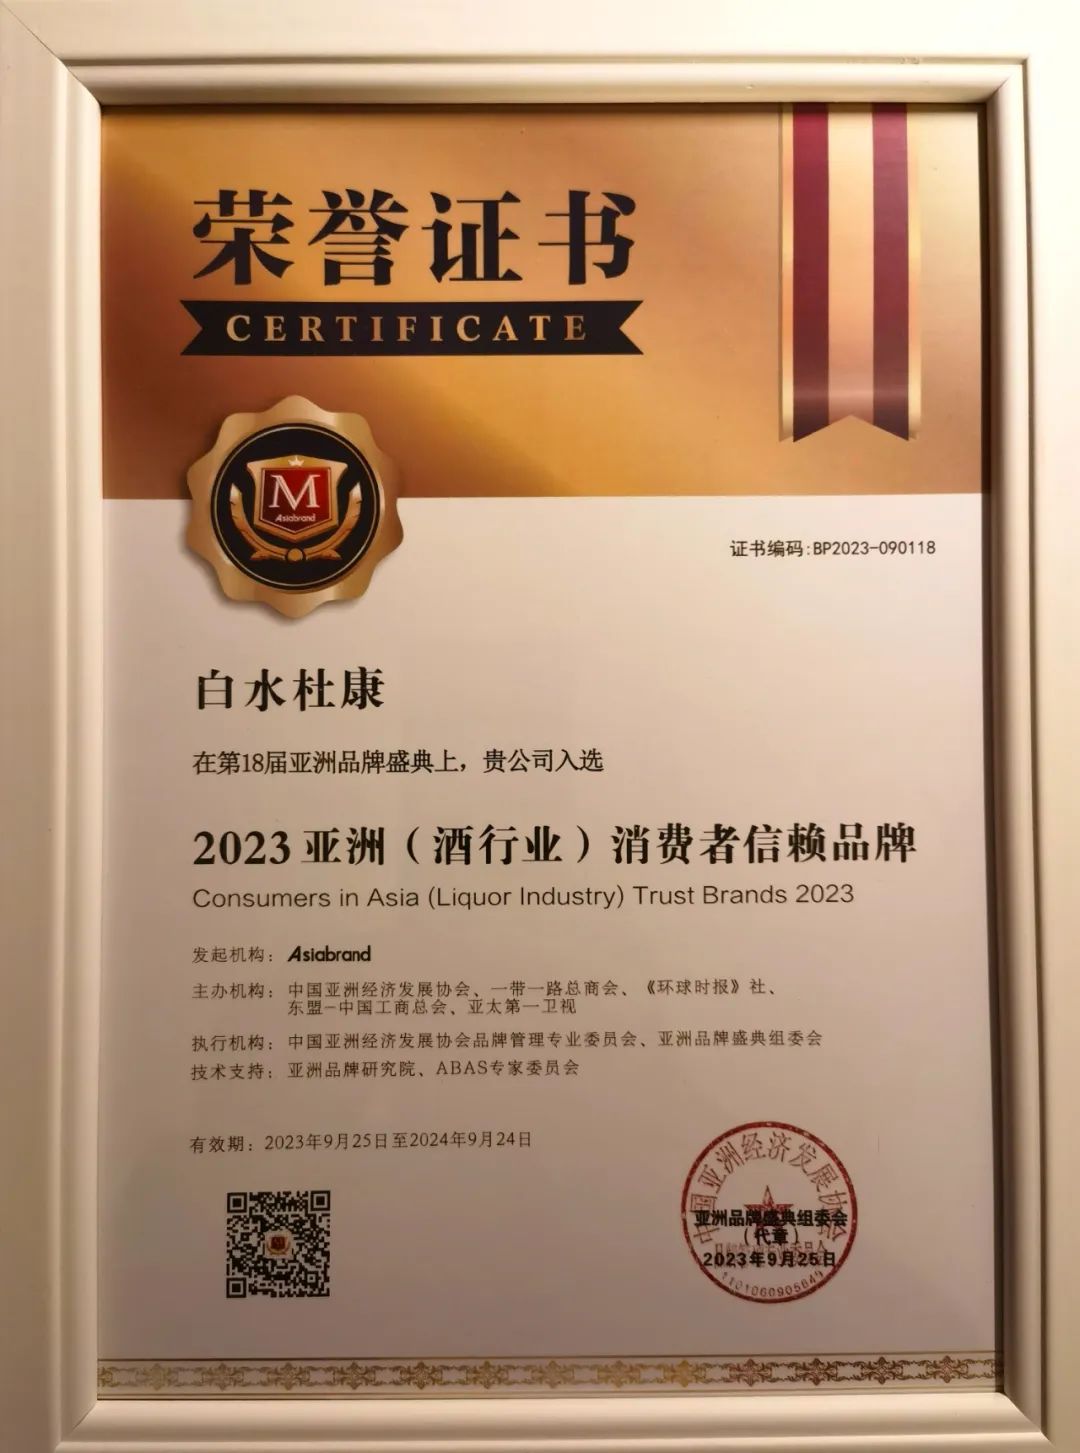 荣誉证书
CERTIFICATE
M
Asiabrand
证书编码:BP2023-090118
白水杜康
在第18届亚洲品牌盛典上，贵公司入选
2023亚洲（酒行业）消费者信赖品牌
Consumers in Asia (Liquor Industry) Trust Brands 2023
发起机构：Asiabrand
主办机构：中国亚洲经济发展协会、一带一路总商会、《环球时报》社、
东盟-中国工商总会、亚太第一卫视
执行机构：中国亚洲经济发展协会品牌管理专业委员会、亚洲品牌盛典组委会
技术支持：亚洲品牌研究院、ABAS专家委员会
有效期：2023年9月25日至2024年9月24日
中国亚洲经济发展协会
亚洲品牌盛典组委会
（代章）
2023年9月25日
1101060905849